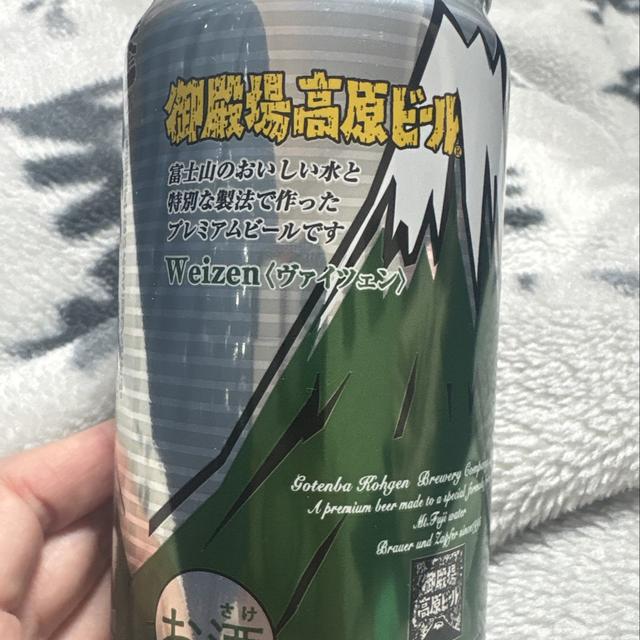 御殿場高原ビール
富士山のおいしい水と
特別な製法で作った
プレミアムビールです
Weizen〈ヴァイツェン〉
Gotenba Kohgen Brewery
A premium beer made to a special
Mt.Fuji water
Brauer und Zapfer
御殿場
高原ビール
さけ
お酒